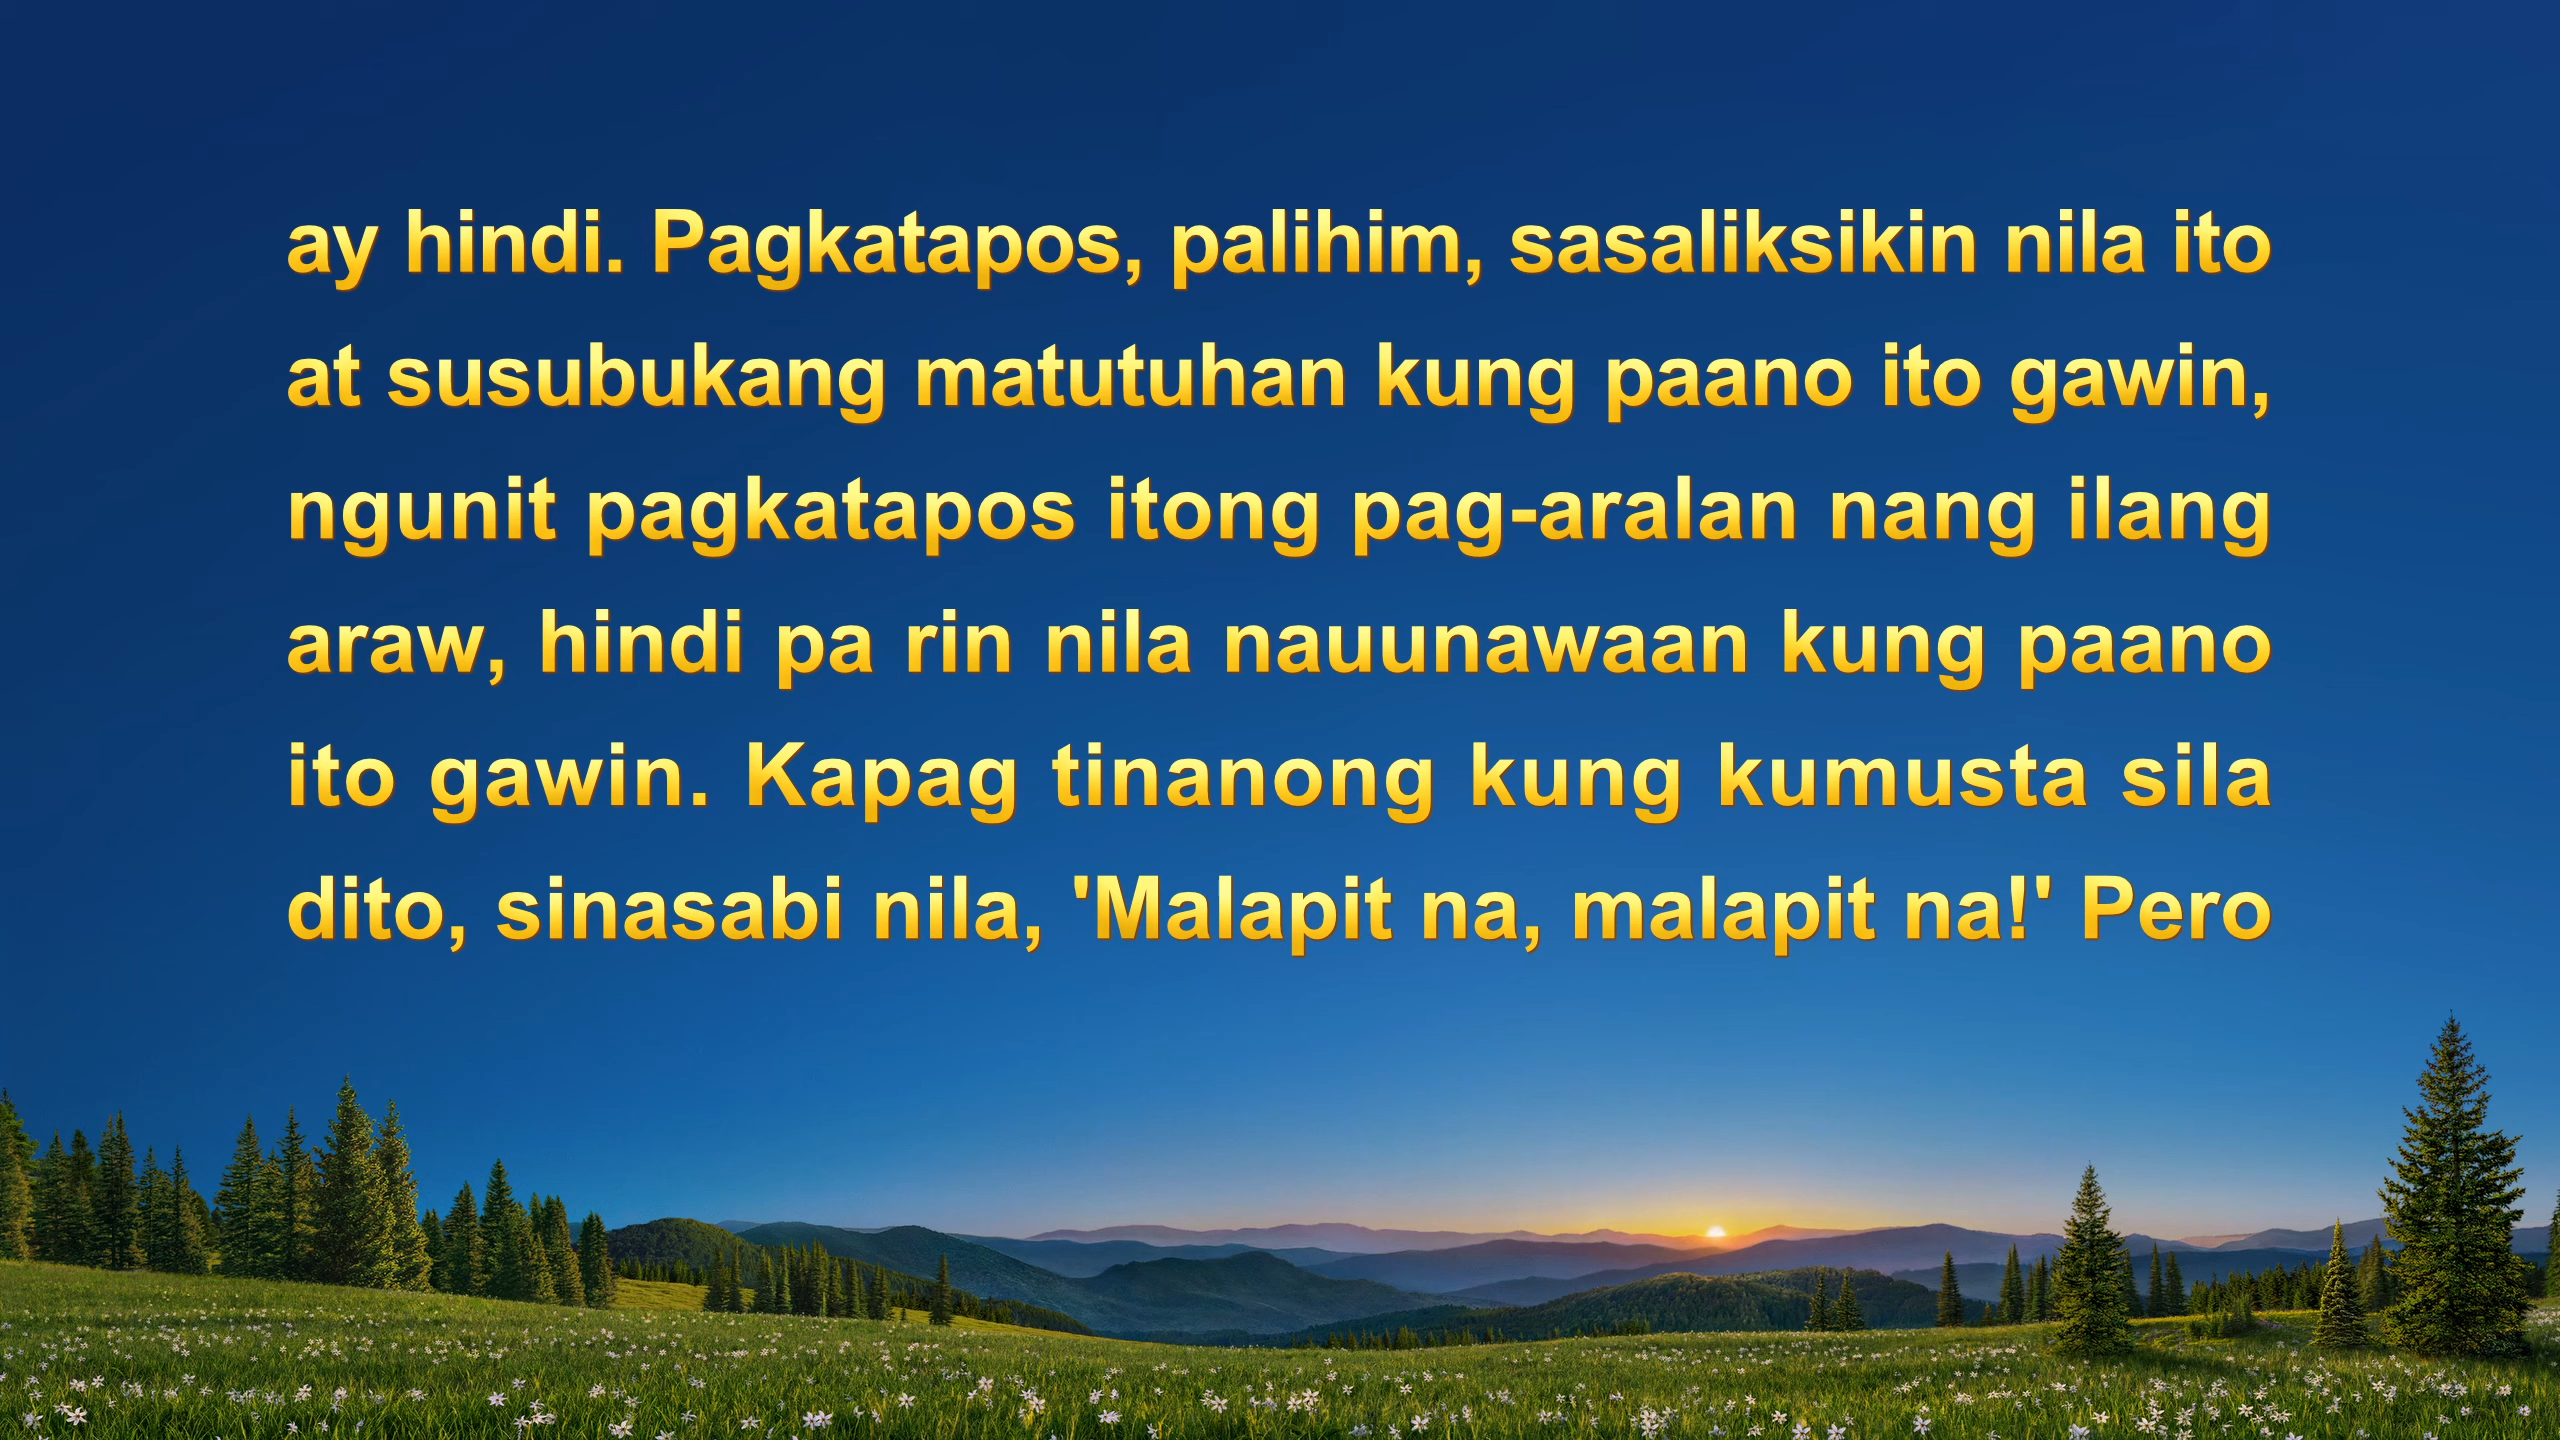 ay hindi. Pagkatapos, palihim, sasaliksikin nila ito
at susubukang matutuhan kung paano ito gawin,
ngunit pagkatapos itong pag-aralan nang ilang
araw, hindi pa rin nila nauunawaan kung paano
ito gawin. Kapag tinanong kung kumusta sila
dito, sinasabi nila, 'Malapit na, malapit na!' Pero